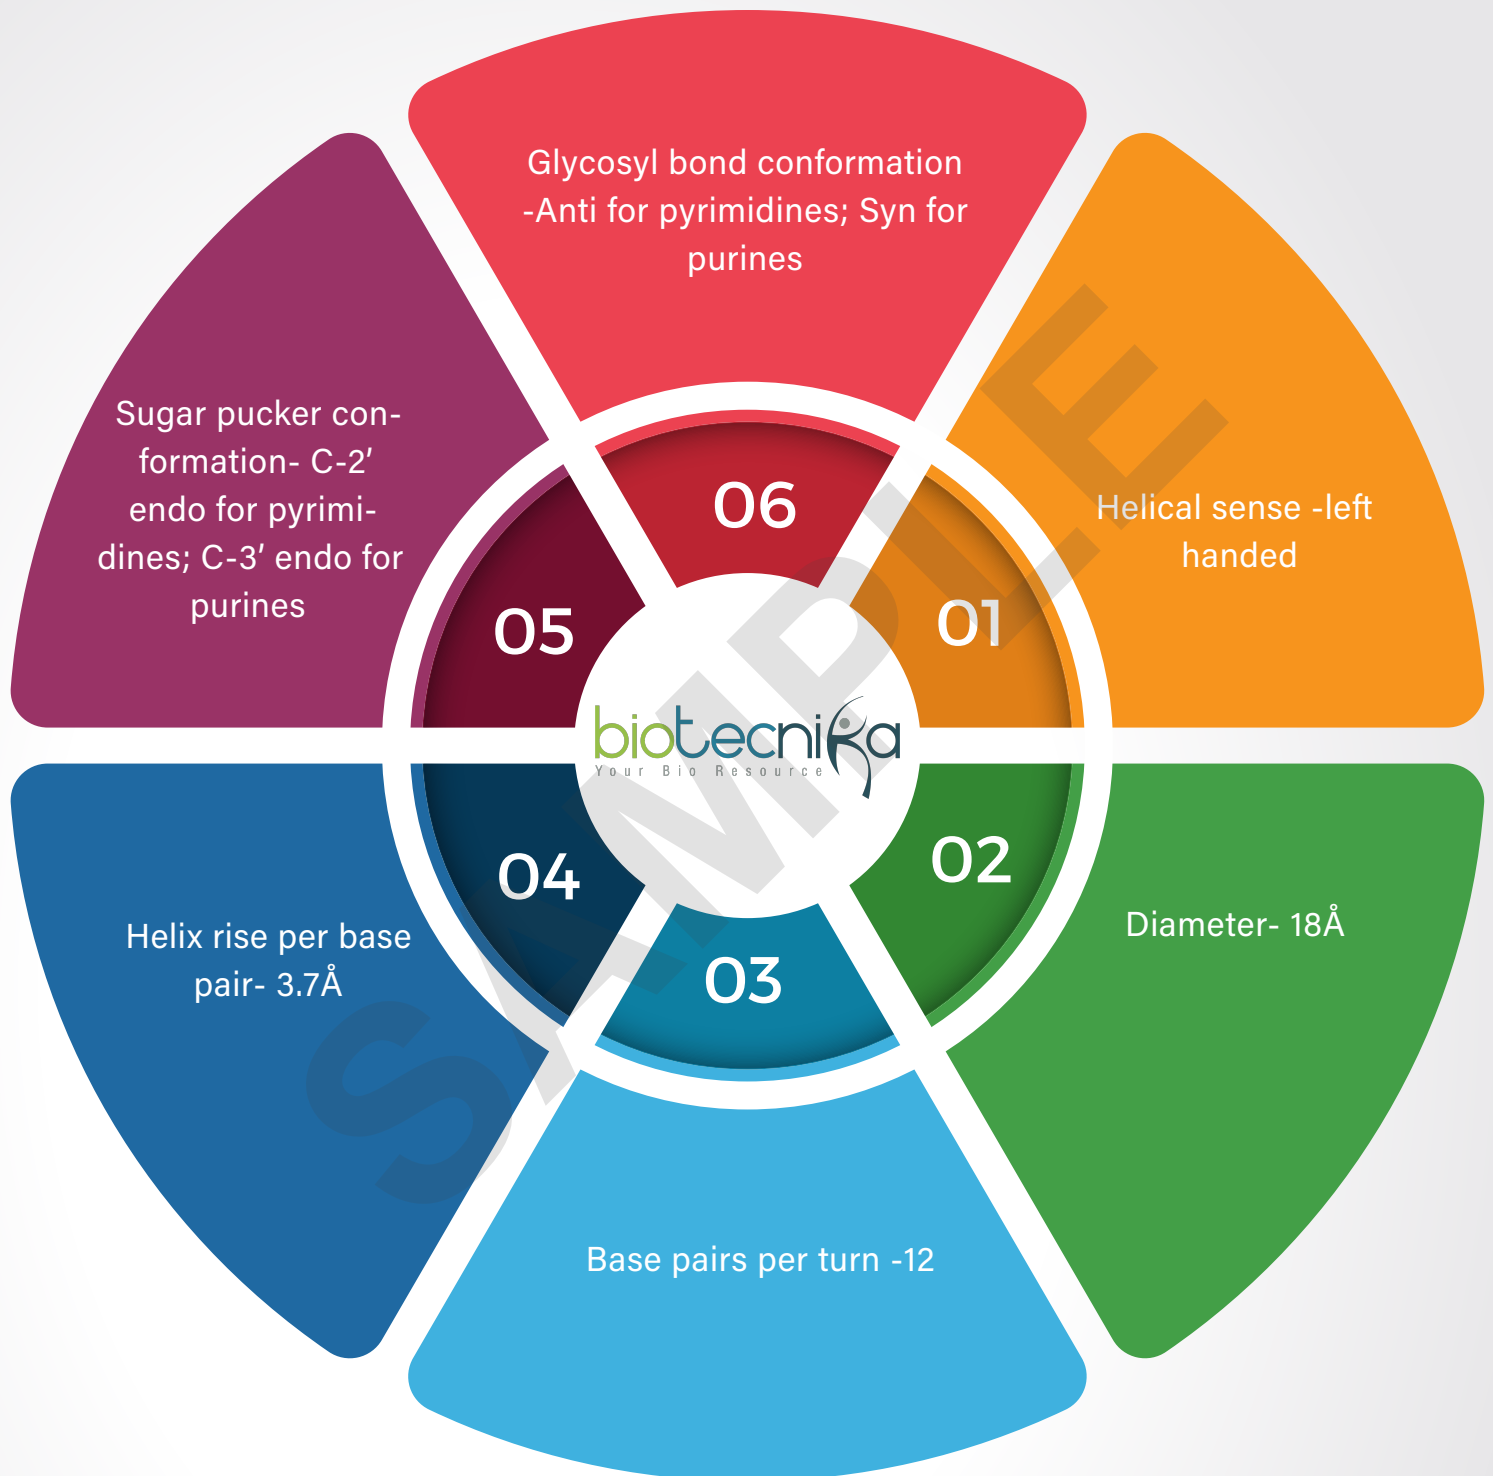 Glycosyl bond conformation
-Anti for pyrimidines; Syn for
purines
06
Helical sense -left
handed
01
Diameter- 18Å
02
Base pairs per turn -12
03
Helix rise per base
pair- 3.7Å
04
Sugar pucker con-
formation- C-2’
endo for pyrimi-
dines; C-3’ endo for
purines
05
biotecnika
Your Bio Resource
SAMPLE